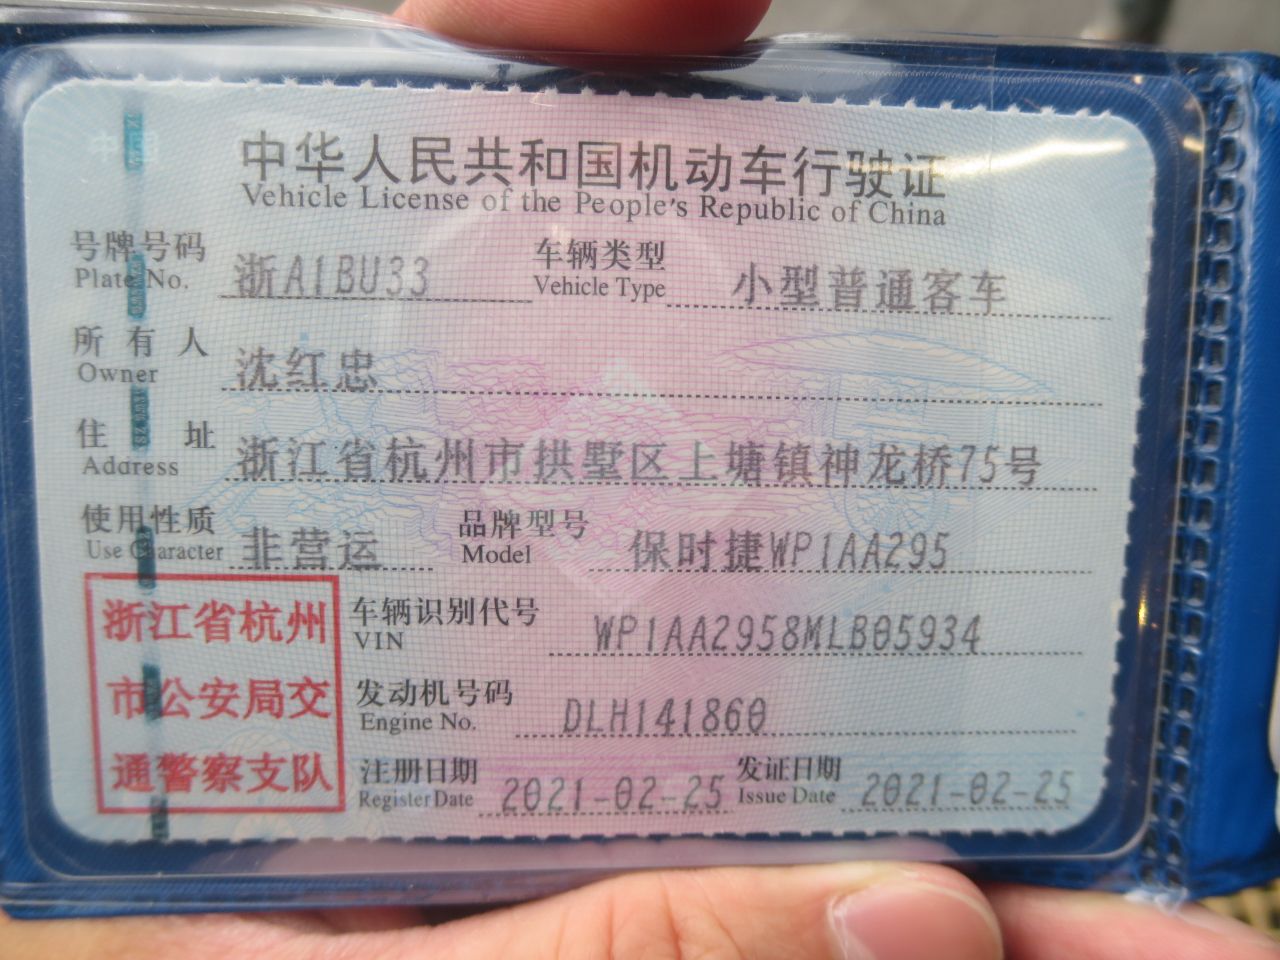 中华人民共和国机动车行驶证
Vehicle License of the People's Republic of China
号牌号码 浙A1BU33 车辆类型 小型普通客车
Plate No. Vehicle Type
所有人 沈红忠
Owner
住址 浙江省杭州市拱墅区上塘镇神龙桥75号
Address
使用性质 非营运 品牌型号 保时捷WP1AA295
Use Character Model
浙江省杭州
市公安局交
通警察支队
车辆识别代号 WP1AA2958MLB05934
VIN
发动机号码 DLH141860
Engine No.
注册日期 2021-02-25 发证日期 2021-02-25
Register Date Issue Date